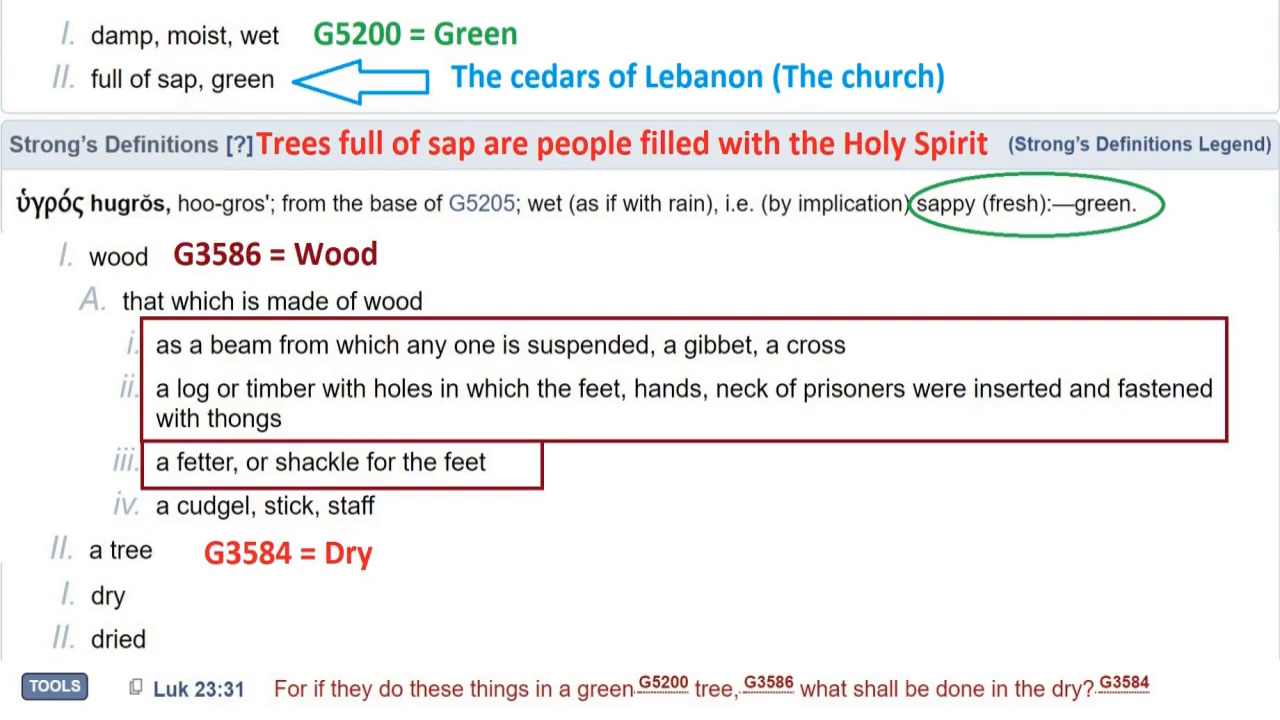 I. damp, moist, wet G5200 = Green
II. full of sap, green The cedars of Lebanon (The church)
Strong's Definitions [?] Trees full of sap are people filled with the Holy Spirit (Strong's Definitions Legend)
ὑγρός hugrŏs, hoo-gros'; from the base of G5205; wet (as if with rain), i.e. (by implication) sappy (fresh):—green.
I. wood G3586 = Wood
A. that which is made of wood
i. as a beam from which any one is suspended, a gibbet, a cross
ii. a log or timber with holes in which the feet, hands, neck of prisoners were inserted and fastened
with thongs
iii. a fetter, or shackle for the feet
iv. a cudgel, stick, staff
II. a tree G3584 = Dry
I. dry
II. dried
TOOLS Luk 23:31 For if they do these things in a green G5200 tree, G3586 what shall be done in the dry? G3584